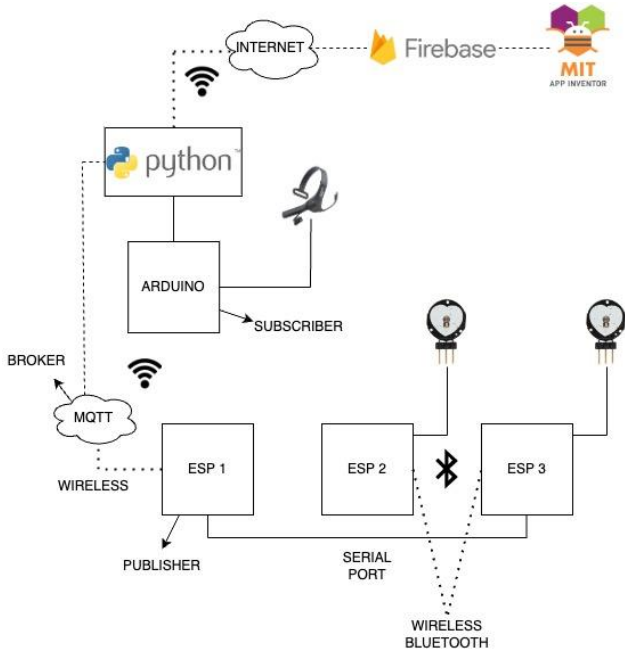 INTERNET
Firebase
MIT
APP INVENTOR
python™
ARDUINO
SUBSCRIBER
BROKER
MQTT
WIRELESS
ESP 1
ESP 2
ESP 3
PUBLISHER
SERIAL
PORT
WIRELESS
BLUETOOTH